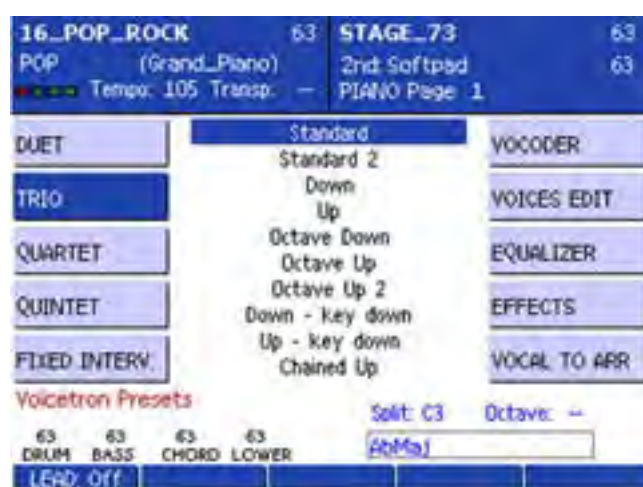 16_POP_ROCK 63
POP (Grand_Piano)
Tempo: 105 Transp: --
STAGE_73 63
2nd: Softpad 63
PIANO Page 1
DUET
TRIO
QUARTET
QUINTET
FIXED INTERV.
Standard
Standard 2
Down
Up
Octave Down
Octave Up
Octave Up 2
Down - key down
Up - key down
Chained Up
VOCODER
VOICES EDIT
EQUALIZER
EFFECTS
VOCAL TO ARR
Voicetron Presets
Split: C3 Octave: --
63 63 63 63
DRUM BASS CHORD LOWER
AbMaj
LEAD: Off